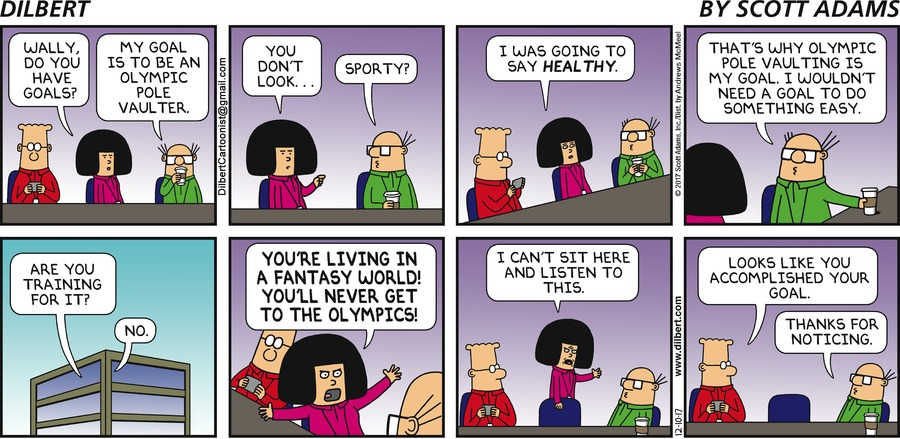 DILBERT
BY SCOTT ADAMS
WALLY,
DO YOU
HAVE
GOALS?
MY GOAL
IS TO BE AN
OLYMPIC
POLE
VAULTER.
DilbertCartoonist@gmail.com
YOU
DON'T
LOOK...
SPORTY?
I WAS GOING TO
SAY HEALTHY.
© 2017 Scott Adams, Inc./Dist. by Andrews McMeel
THAT'S WHY OLYMPIC
POLE VAULTING IS
MY GOAL. I WOULDN'T
NEED A GOAL TO DO
SOMETHING EASY.
ARE YOU
TRAINING
FOR IT?
NO.
YOU'RE LIVING IN
A FANTASY WORLD!
YOU'LL NEVER GET
TO THE OLYMPICS!
I CAN'T SIT HERE
AND LISTEN TO
THIS.
12-10-17
www.dilbert.com
LOOKS LIKE YOU
ACCOMPLISHED YOUR
GOAL.
THANKS FOR
NOTICING.